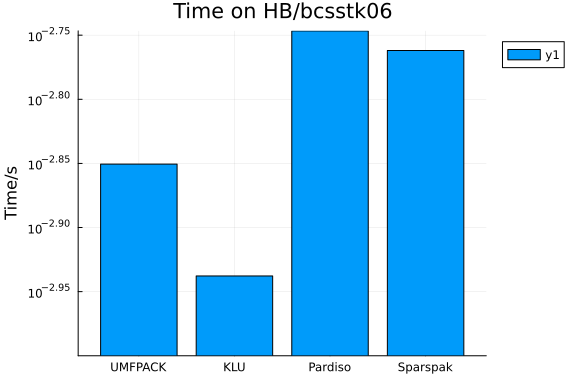 Time on HB/bcsstk06
10^-2.75
10^-2.80
10^-2.85
10^-2.90
10^-2.95
Time/s
UMFPACK KLU Pardiso Sparspak
y1